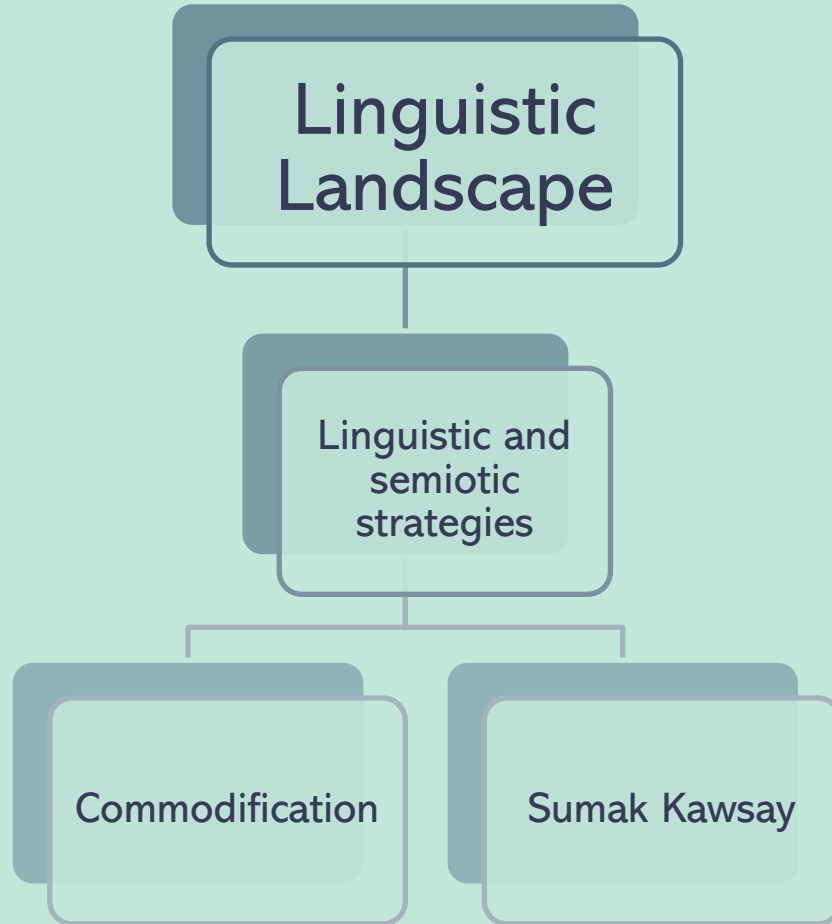 Linguistic
Landscape
Linguistic and
semiotic
strategies
Commodification
Sumak Kawsay